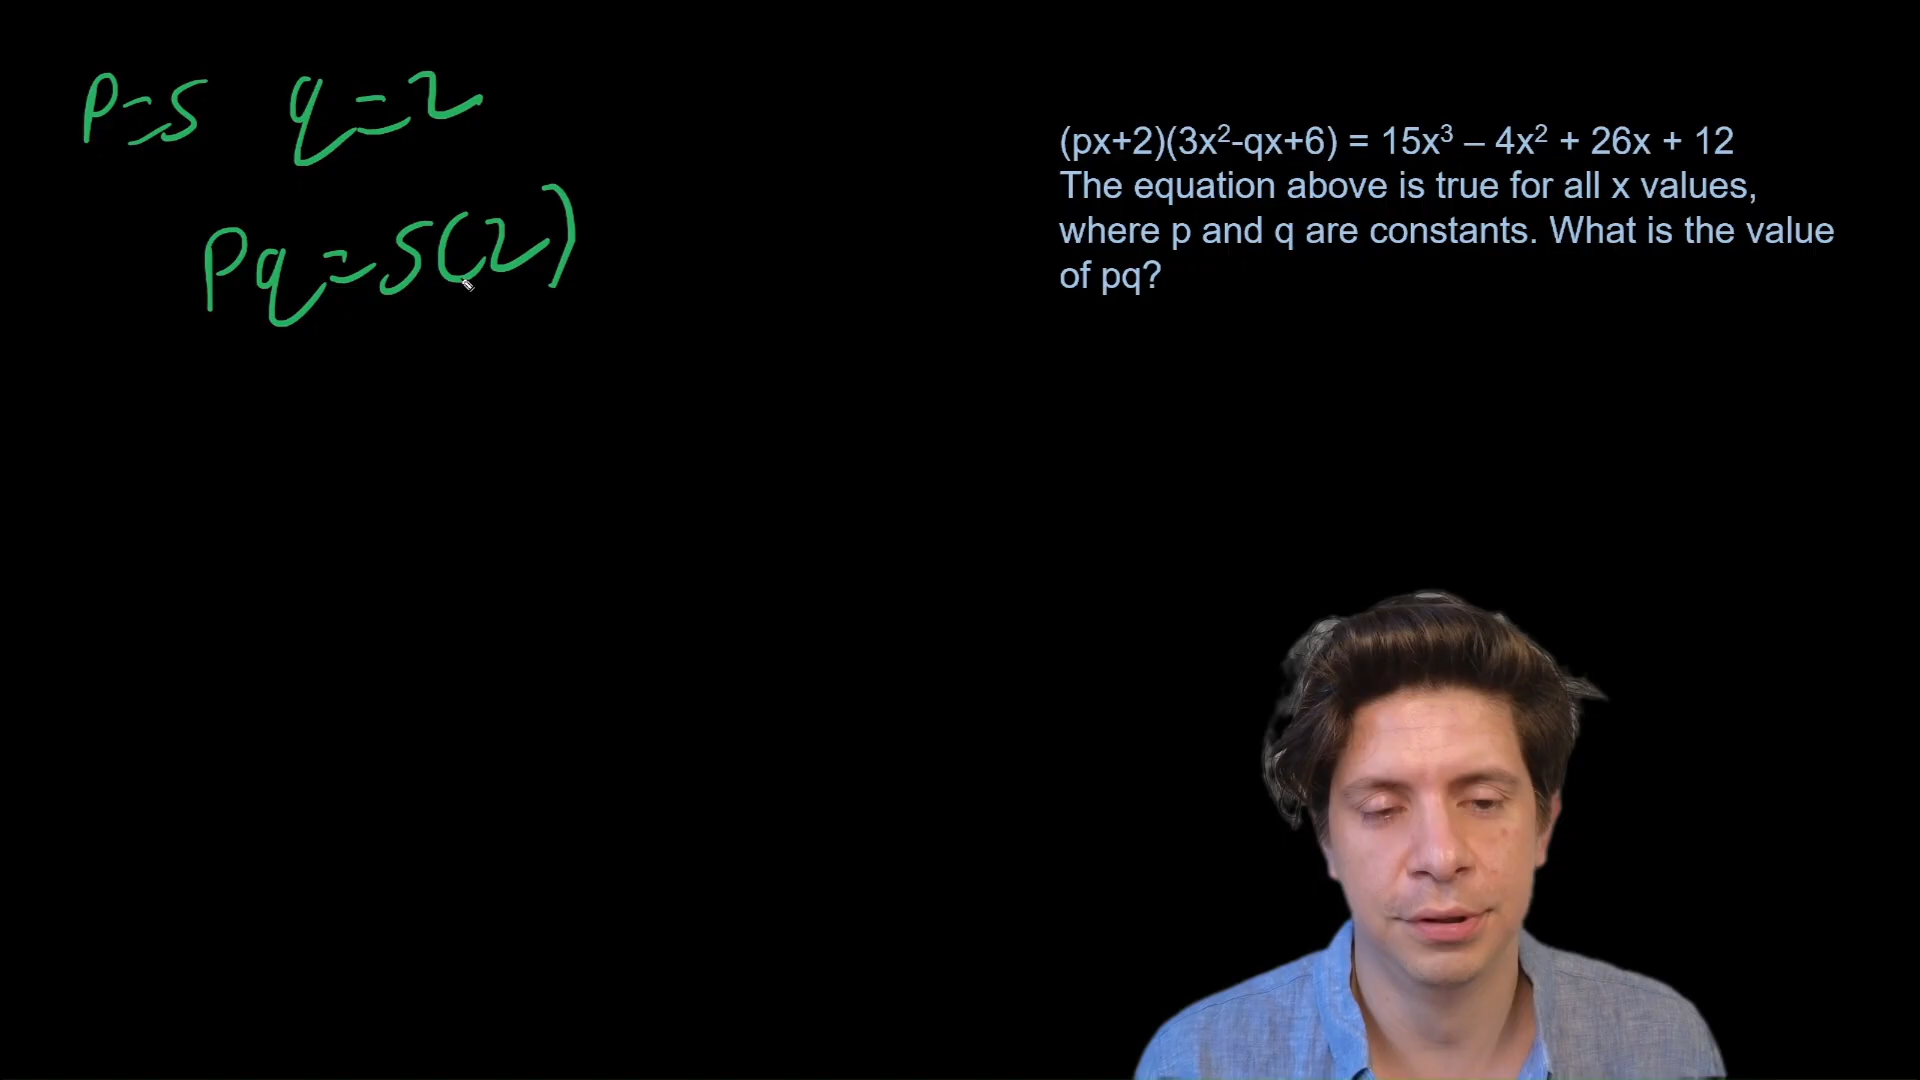 P=5 q=2
Pq=5(2)
(px+2)(3x²-qx+6) = 15x³ – 4x² + 26x + 12
The equation above is true for all x values,
where p and q are constants. What is the value
of pq?